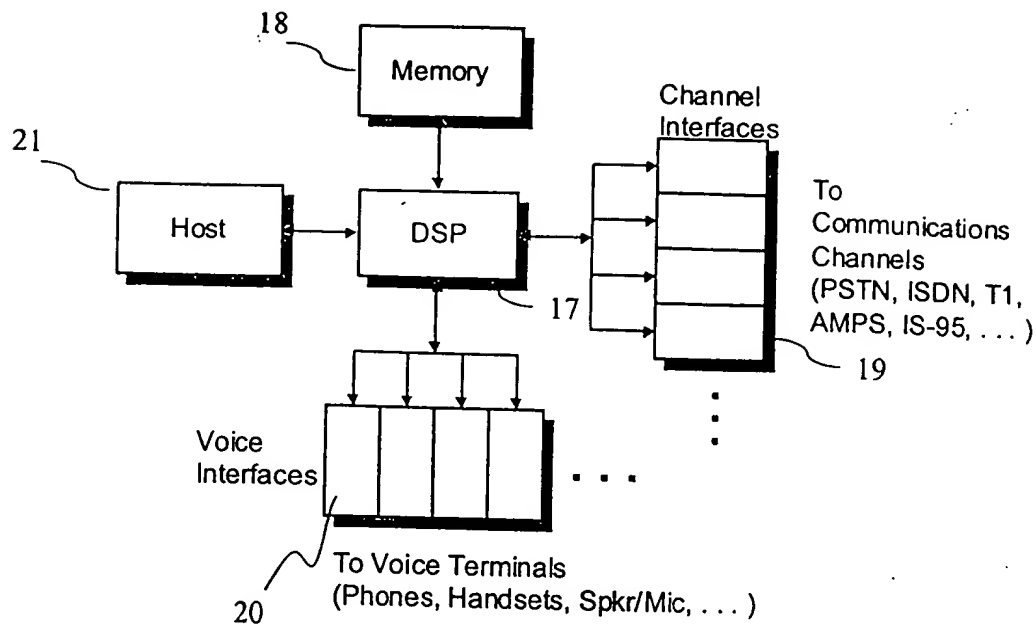 18
Memory
Channel
Interfaces
21
Host
DSP
To
Communications
Channels
(PSTN, ISDN, T1,
AMPS, IS-95, . . . )
17
19
Voice
Interfaces
20
To Voice Terminals
(Phones, Handsets, Spkr/Mic, . . . )